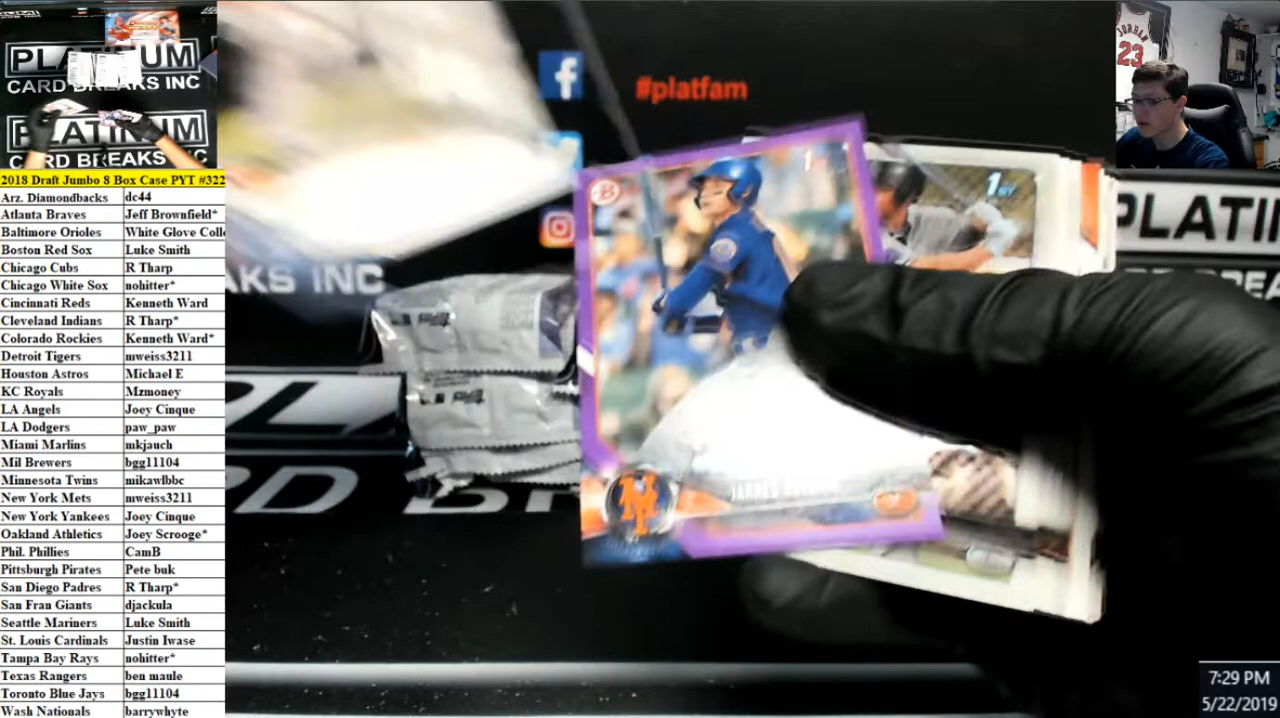 PLATINUM
CARD BREAKS INC
PLATINUM
CARD BREAKS INC
2018 Draft Jumbo 8 Box Case PYT #322
Arz. Diamondbacks dc44
Atlanta Braves Jeff Brownfield*
Baltimore Orioles White Glove Coll
Boston Red Sox Luke Smith
Chicago Cubs R Tharp
Chicago White Sox nohitter*
Cincinnati Reds Kenneth Ward
Cleveland Indians R Tharp*
Colorado Rockies Kenneth Ward*
Detroit Tigers mweiss3211
Houston Astros Michael E
KC Royals Mzmoney
LA Angels Joey Cinque
LA Dodgers paw_paw
Miami Marlins mkjauch
Mil Brewers bgg11104
Minnesota Twins mikawlbbc
New York Mets mweiss3211
New York Yankees Joey Cinque
Oakland Athletics Joey Scrooge*
Phil. Phillies CamB
Pittsburgh Pirates Pete buk
San Diego Padres R Tharp*
San Fran Giants djackula
Seattle Mariners Luke Smith
St. Louis Cardinals Justin Iwase
Tampa Bay Rays nohitter*
Texas Rangers ben maule
Toronto Blue Jays bgg11104
Wash Nationals barrywhyte
f
#platfam
AKS INC
PL
D BR
B
1st
NY
JARRED
JORDAN
23
PLATI
7:29 PM
5/22/2019